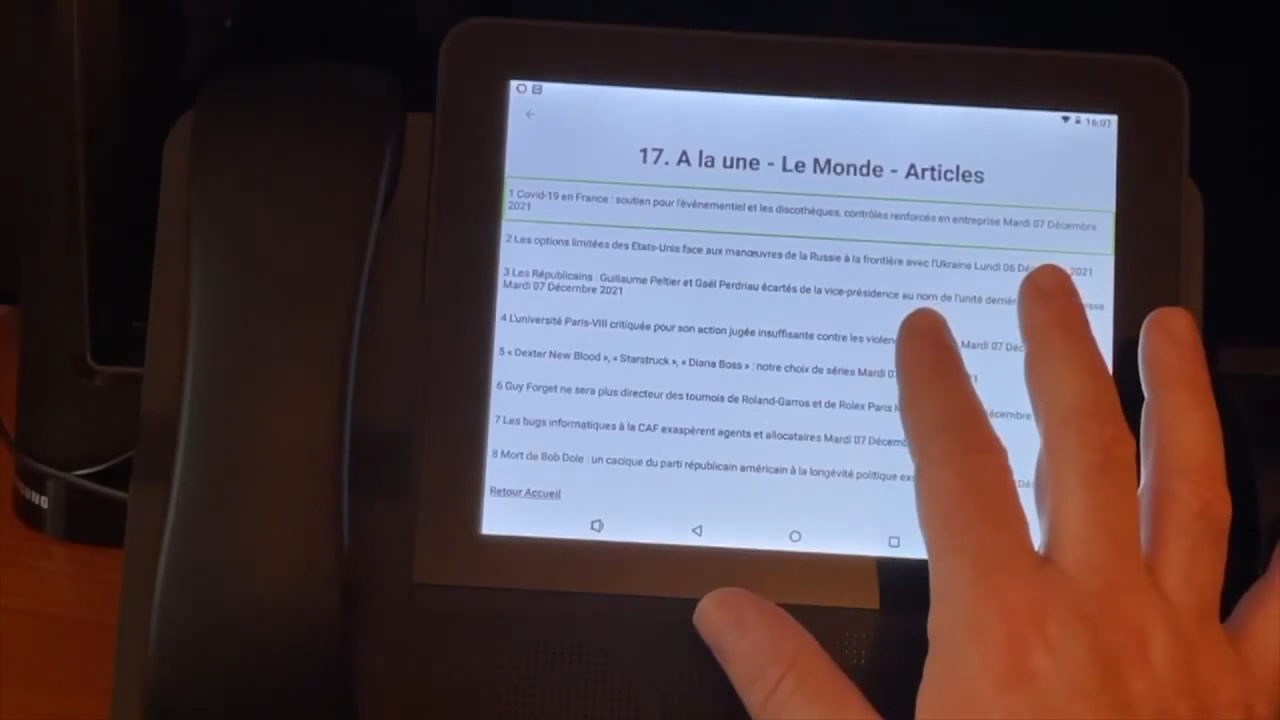 16:07
17. A la une - Le Monde - Articles
1 Covid-19 en France : soutien pour l'événementiel et les discothèques, contrôles renforcés en entreprise Mardi 07 Décembre
2021
2 Les options limitées des Etats-Unis face aux manœuvres de la Russie à la frontière avec l'Ukraine Lundi 06 2021
3 Les Républicains : Guillaume Peltier et Gaël Perdriau écartés de la vice-présidence au nom de l'unité
Mardi 07 Décembre 2021
4 L'université Paris-VIII critiquée pour son action jugée insuffisante contre les Mardi 07
5 « Dexter New Blood », « Starstruck », « Diana Boss » : notre choix de séries Mardi
6 Guy Forget ne sera plus directeur des tournois de Roland-Garros et de Rolex Paris
7 Les bugs informatiques à la CAF exaspèrent agents et allocataires Mardi 07
8 Mort de Bob Dole : un cacique du parti républicain américain à la longévité politique
Retour Accueil